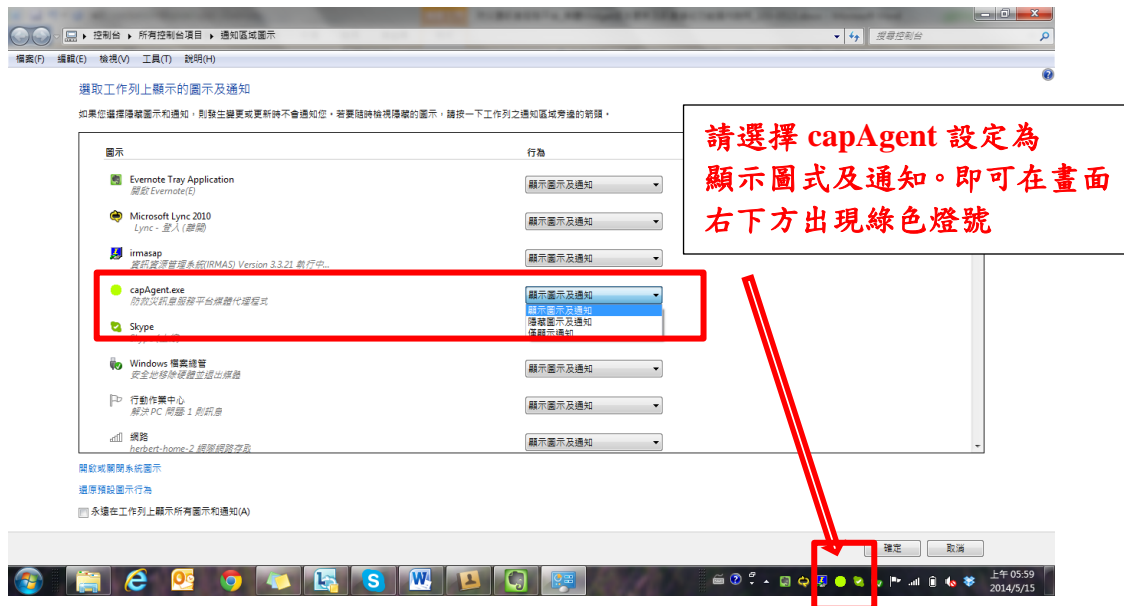 控制台 ▸ 所有控制台項目 ▸ 通知區域圖示
搜尋控制台
檔案(F) 編輯(E) 檢視(V) 工具(T) 說明(H)
選取工作列上顯示的圖示及通知
如果您選擇隱藏圖示和通知，則發生變更或更新時不會通知您。若要隨時檢視隱藏的圖示，請按一下工作列之通知區域旁邊的箭頭。
圖示 行為
Evernote Tray Application
開啟 Evernote(E)
顯示圖示及通知
Microsoft Lync 2010
Lync - 登入 (離開)
顯示圖示及通知
irmasap
資訊資源管理系統(IRMAS) Version 3.3.21 執行中...
顯示圖示及通知
capAgent.exe
防救災訊息服務平台媒體代理程式
顯示圖示及通知
顯示圖示及通知
隱藏圖示及通知
僅顯示通知
Skype
Windows 檔案總管
安全地移除硬體並退出媒體
顯示圖示及通知
行動作業中心
解決 PC 問題: 1 則訊息
顯示圖示及通知
網路
herbert-home-2 網際網路存取
顯示圖示及通知
請選擇 capAgent 設定為
顯示圖式及通知。即可在畫面
右下方出現綠色燈號
開啟或關閉系統圖示
還原預設圖示行為
永遠在工作列上顯示所有圖示和通知(A)
確定 取消
上午 05:59
2014/5/15